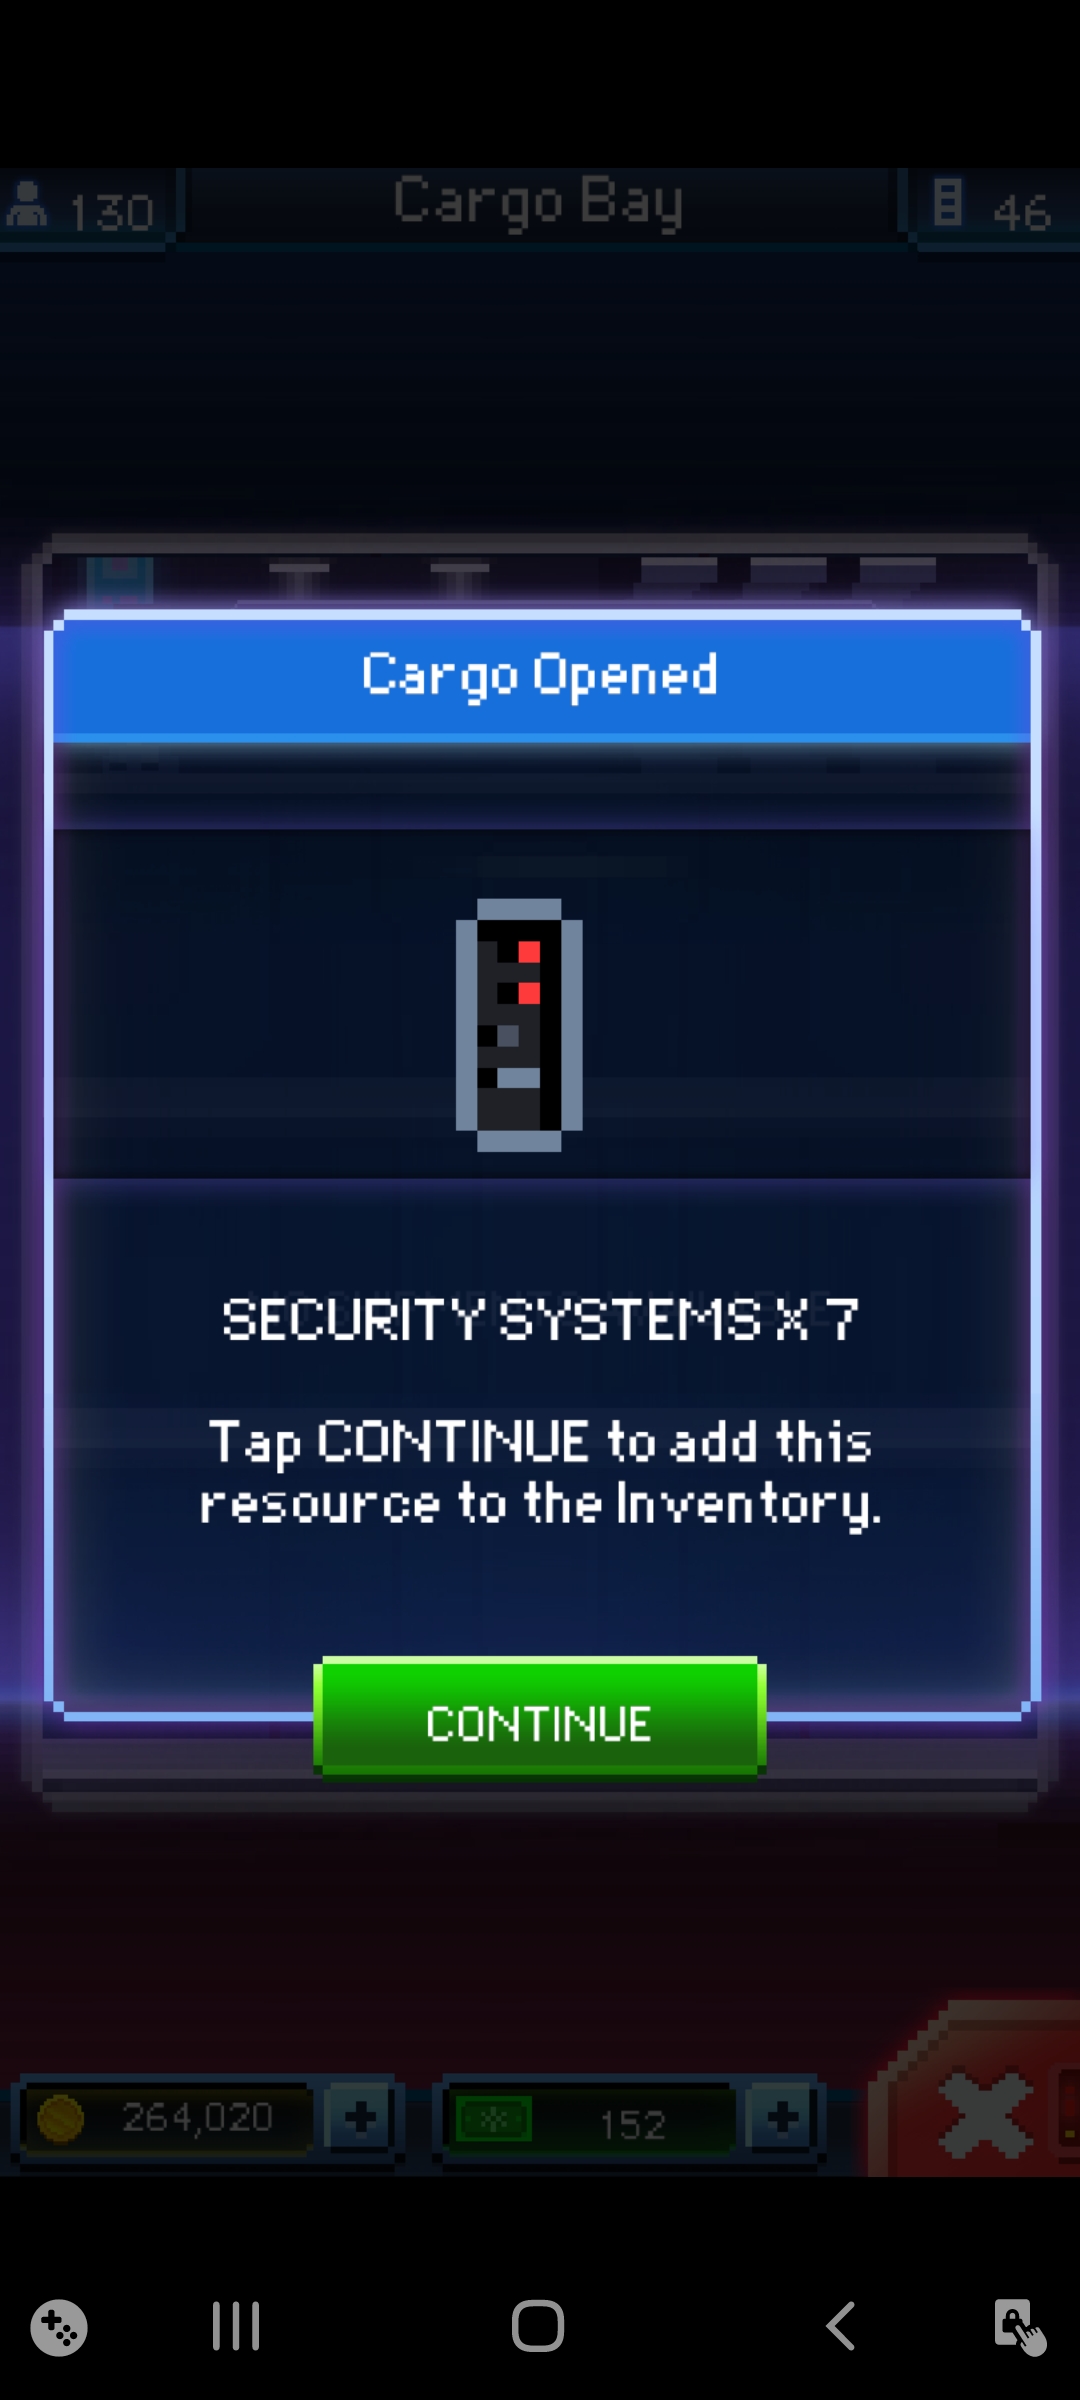 130
Cargo Bay
46
Cargo Opened
SECURITY SYSTEMS X 7
Tap CONTINUE to add this
resource to the Inventory.
CONTINUE
264,020
152